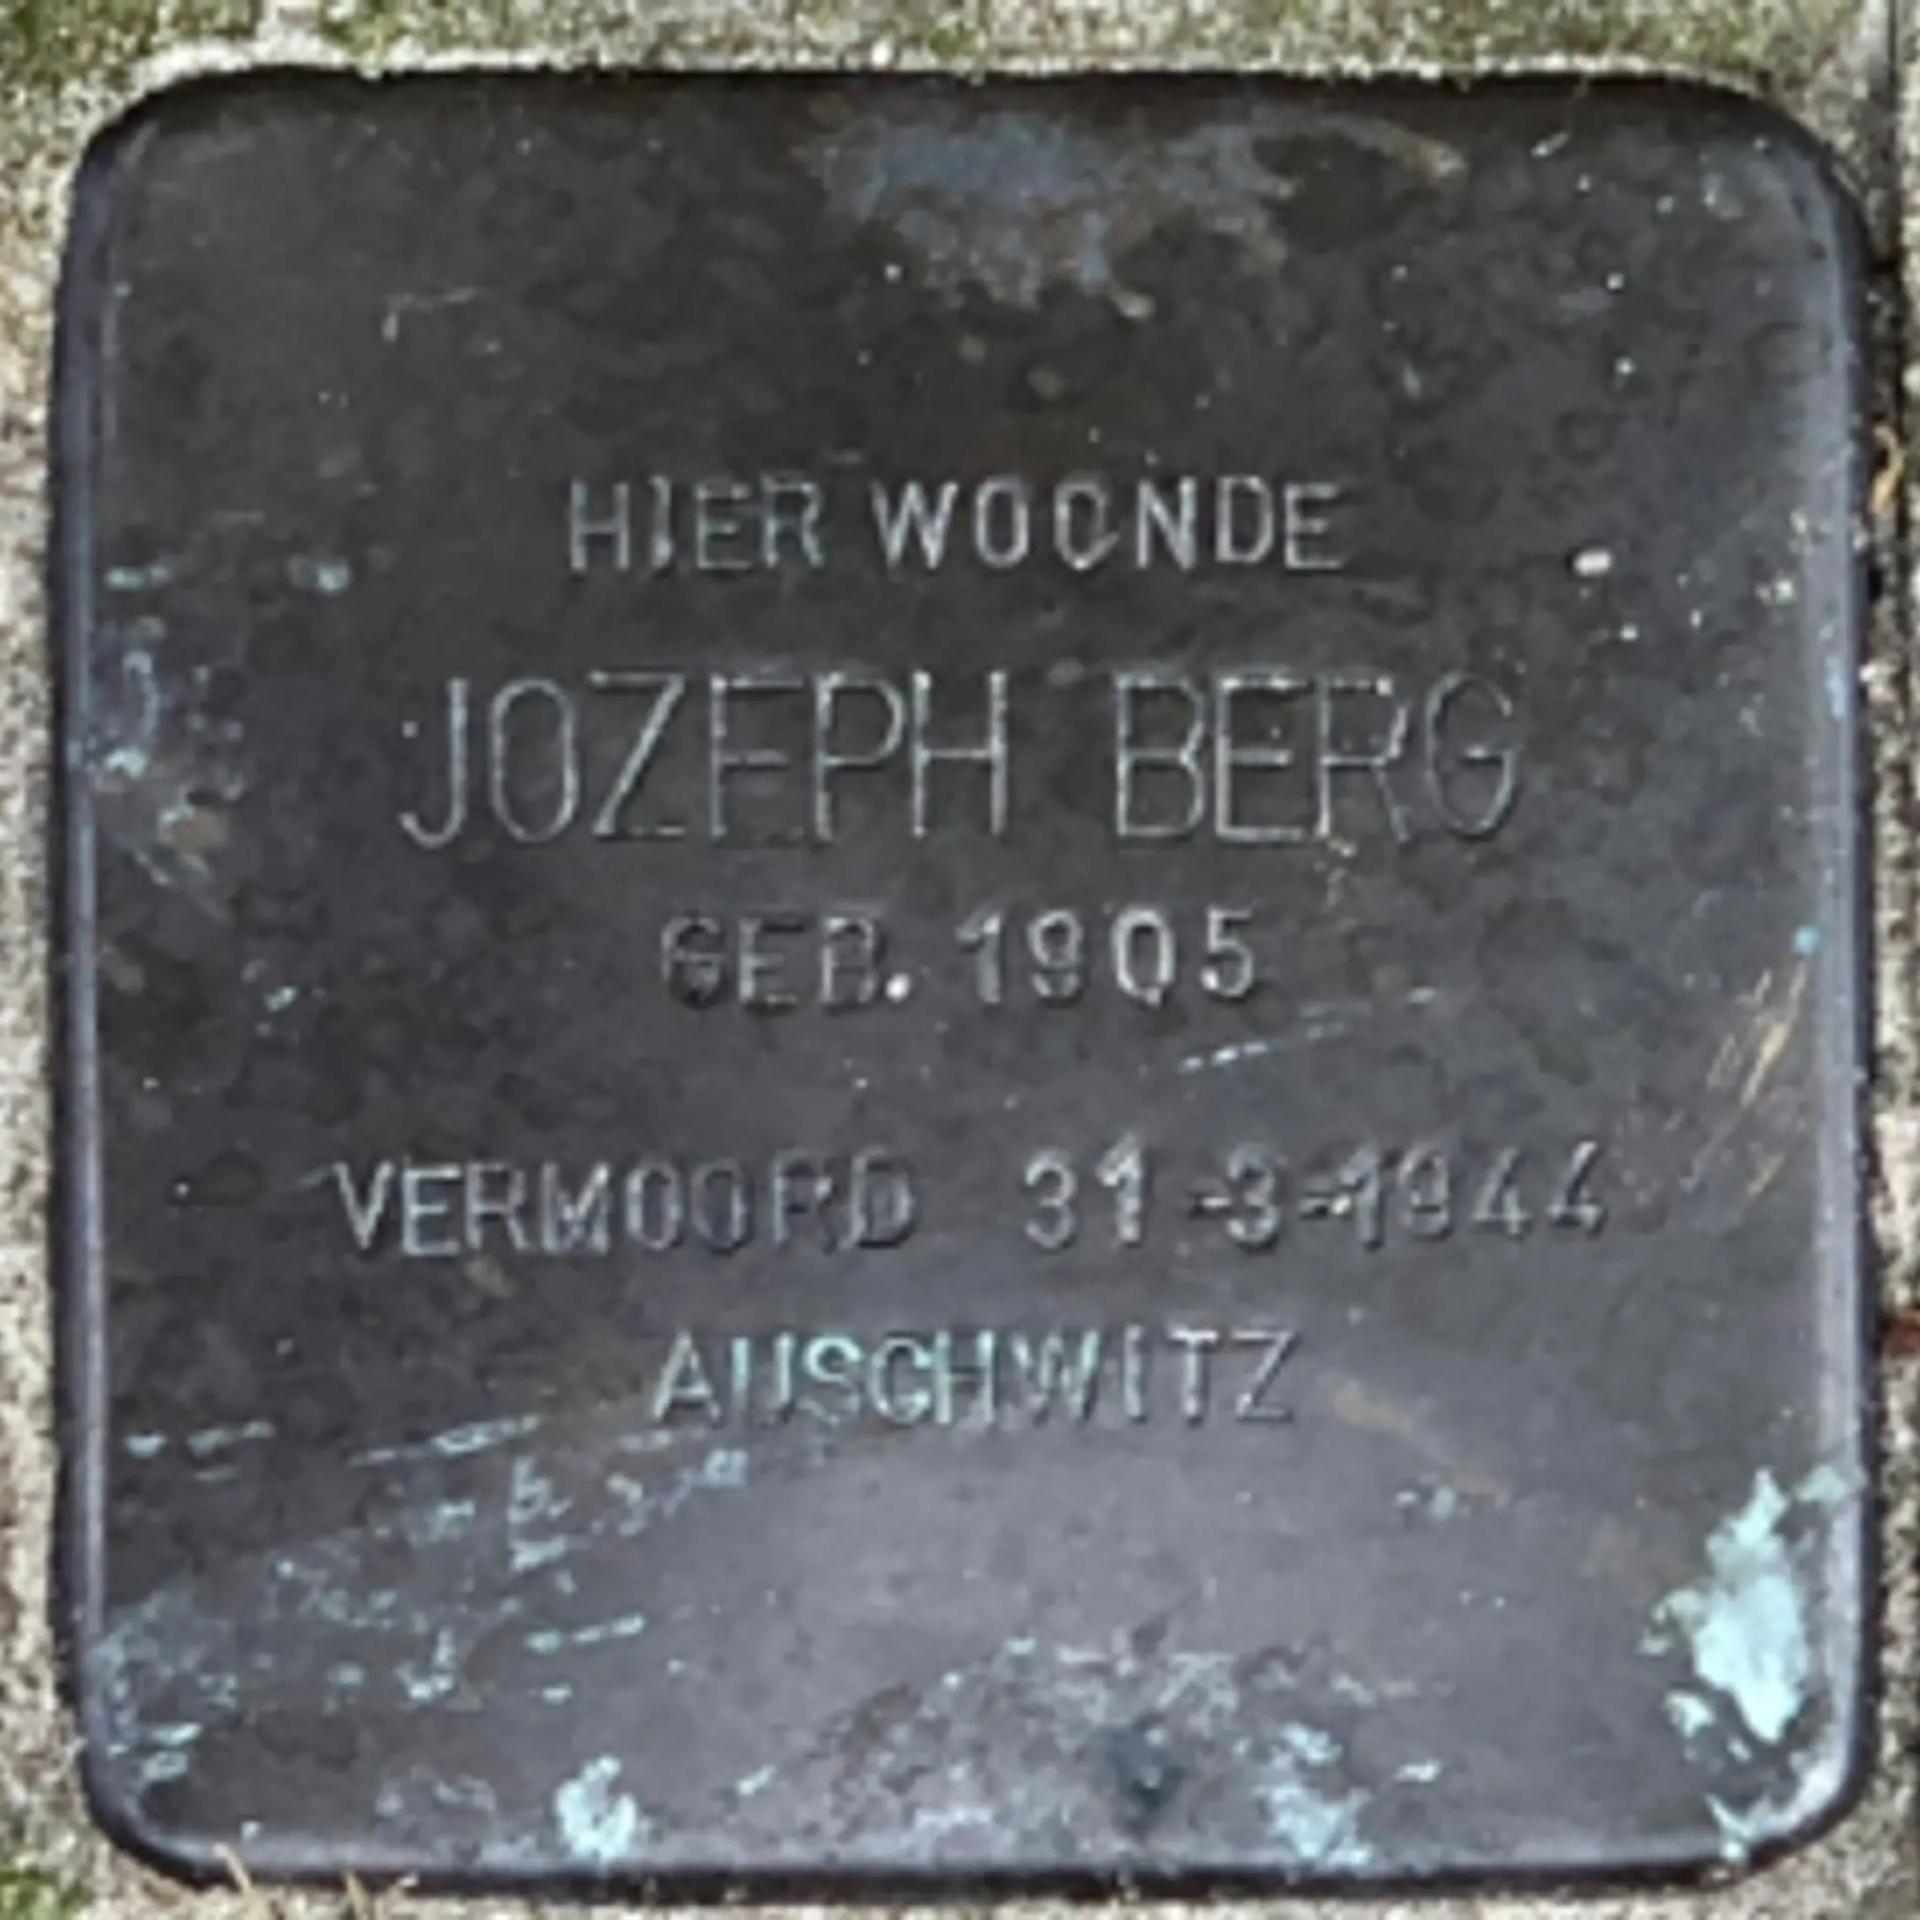 HIER WOONDE
JOZEPH BERG
GEB. 1905
VERMOORD 31-3-1944
AUSCHWITZ